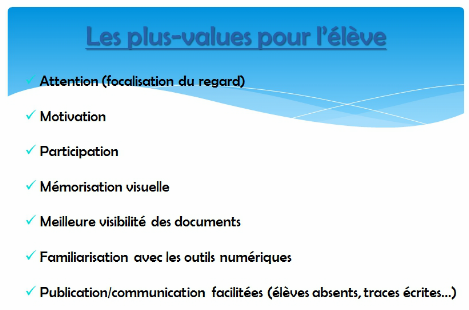 Les plus-values pour l'élève
Attention (focalisation du regard)
Motivation
Participation
Mémorisation visuelle
Meilleure visibilité des documents
Familiarisation avec les outils numériques
Publication/communication facilitées (élèves absents, traces écrites...)